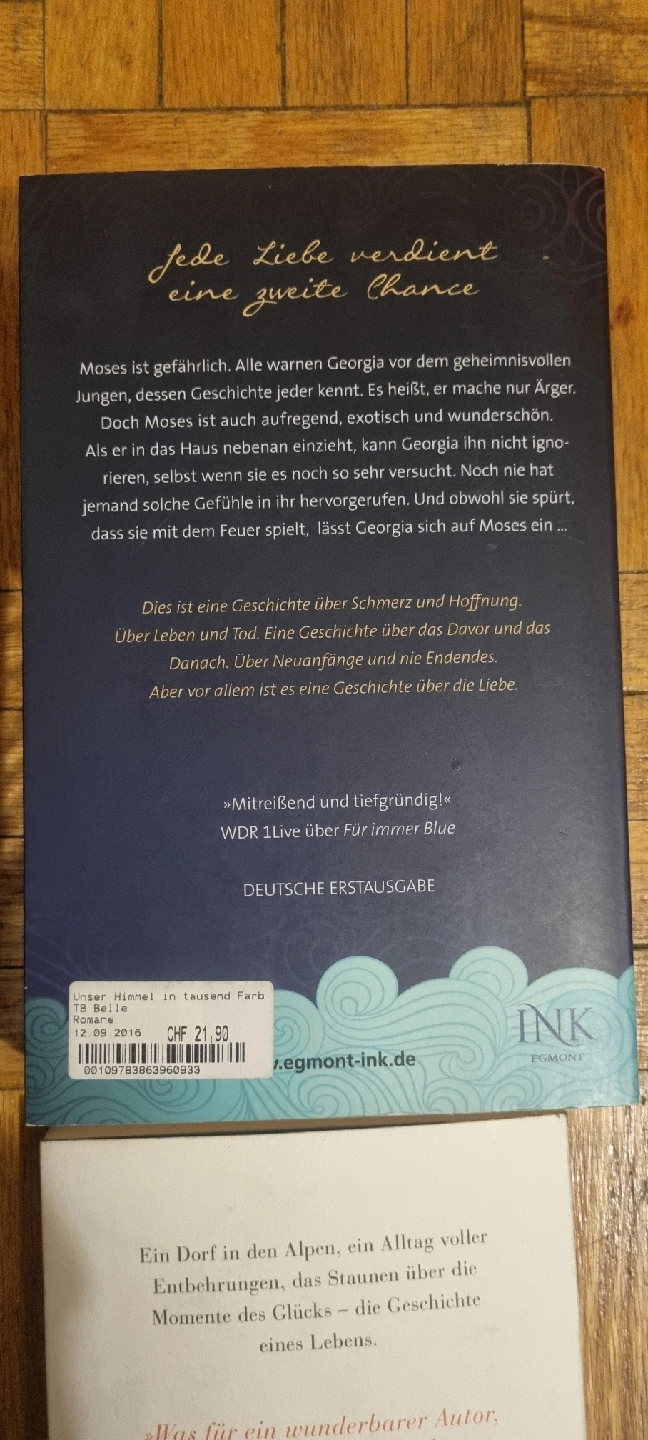 Jede Liebe verdient
eine zweite Chance
Moses ist gefährlich. Alle warnen Georgia vor dem geheimnisvollen
Jungen, dessen Geschichte jeder kennt. Es heißt, er mache nur Ärger.
Doch Moses ist auch aufregend, exotisch und wunderschön.
Als er in das Haus nebenan einzieht, kann Georgia ihn nicht igno-
rieren, selbst wenn sie es noch so sehr versucht. Noch nie hat
jemand solche Gefühle in ihr hervorgerufen. Und obwohl sie spürt,
dass sie mit dem Feuer spielt, lässt Georgia sich auf Moses ein ...
Dies ist eine Geschichte über Schmerz und Hoffnung.
Über Leben und Tod. Eine Geschichte über das Davor und das
Danach. Über Neuanfänge und nie Endendes.
Aber vor allem ist es eine Geschichte über die Liebe.
»Mitreißend und tiefgründig!«
WDR 1Live über Für immer Blue
DEUTSCHE ERSTAUSGABE
Unser Himmel in tausend Farb
TB Belle
Romane
12.09.2016 CHF 21,90
00109783863960933
.egmont-ink.de
INK
EGMONT
Ein Dorf in den Alpen, ein Alltag voller
Entbehrungen, das Staunen über die
Momente des Glücks – die Geschichte
eines Lebens.
»Was für ein wunderbarer Autor,